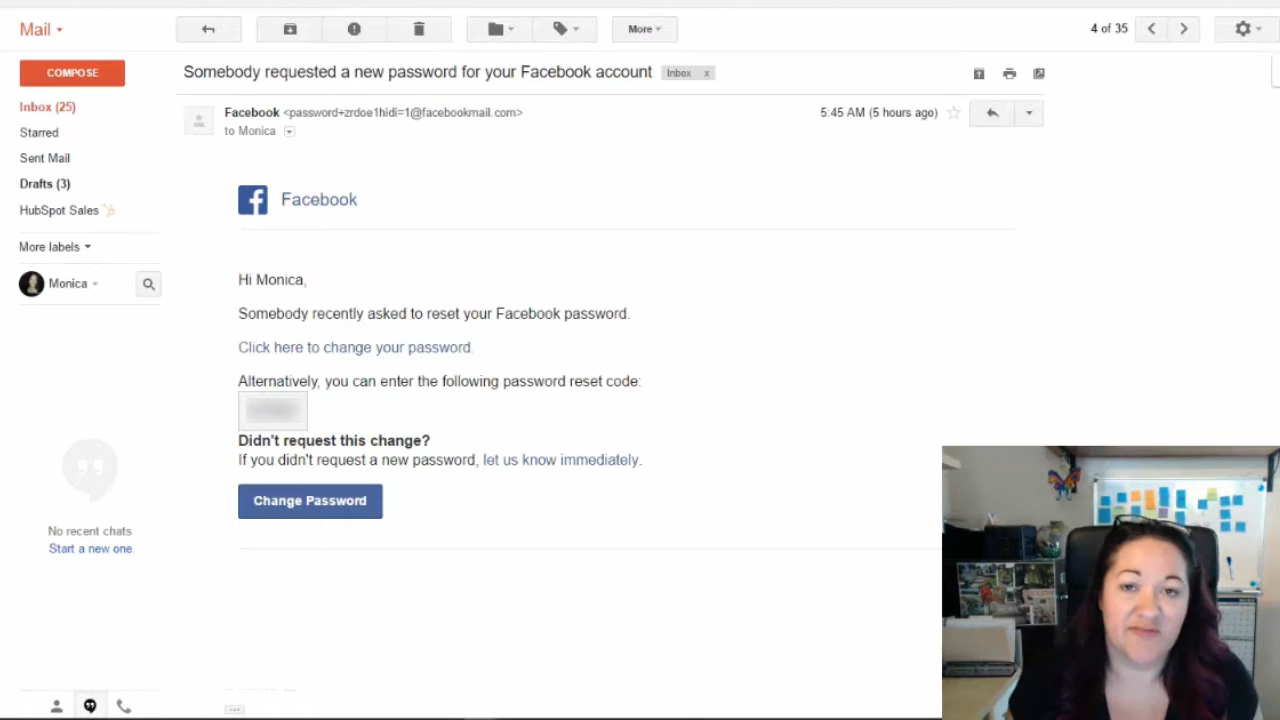 Mail
More
4 of 35
COMPOSE
Somebody requested a new password for your Facebook account
Inbox x
Inbox (25)
Starred
Sent Mail
Drafts (3)
HubSpot Sales
More labels
Monica
Facebook <password+zrdoe1hidi=1@facebookmail.com>
5:45 AM (5 hours ago)
to Monica
Facebook
Hi Monica,
Somebody recently asked to reset your Facebook password.
Click here to change your password.
Alternatively, you can enter the following password reset code:
Didn't request this change?
If you didn't request a new password, let us know immediately.
Change Password
No recent chats
Start a new one